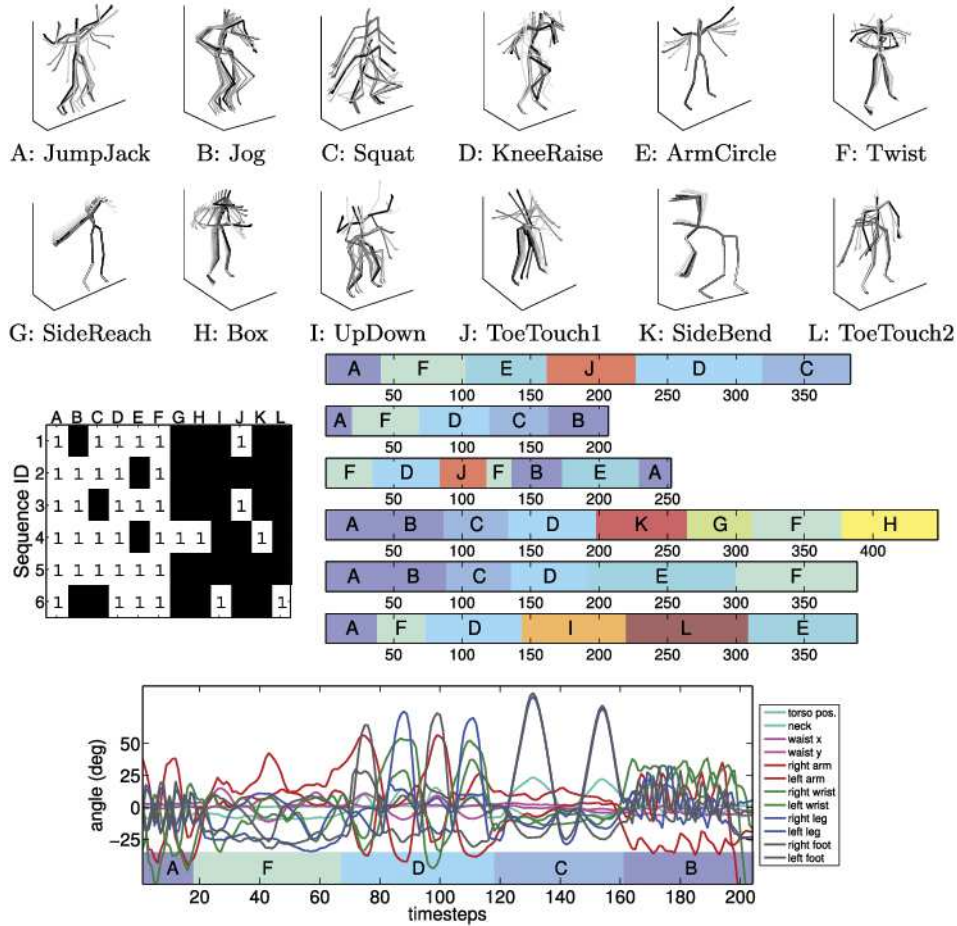 A: JumpJack B: Jog C: Squat D: KneeRaise E: ArmCircle F: Twist
G: SideReach H: Box I: UpDown J: ToeTouch1 K: SideBend L: ToeTouch2
A B C D E F G H I J K L
Sequence ID
1 1 1 1 1 1 1
2 1 1 1 1 1
3 1 1 1 1 1 1
4 1 1 1 1 1 1 1 1
5 1 1 1 1 1 1
6 1 1 1 1 1 1
A F E J D C
50 100 150 200 250 300 350
A F D C B
50 100 150 200
F D J F B E A
50 100 150 200 250
A B C D K G F H
50 100 150 200 250 300 350 400
A B C D E F
50 100 150 200 250 300 350
A F D I L E
50 100 150 200 250 300 350
angle (deg)
50
25
0
−25
A F D C B
20 40 60 80 100 120 140 160 180 200
timesteps
torso pos.
neck
waist x
waist y
right arm
left arm
right wrist
left wrist
right leg
left leg
right foot
left foot